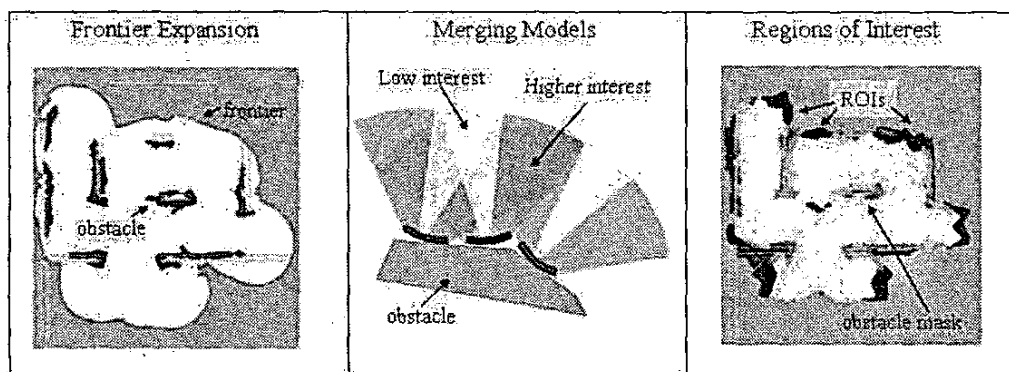 Frontier Expansion
frontier
obstacle
Merging Models
Low interest
Higher interest
obstacle
Regions of Interest
ROIs
obstacle mask